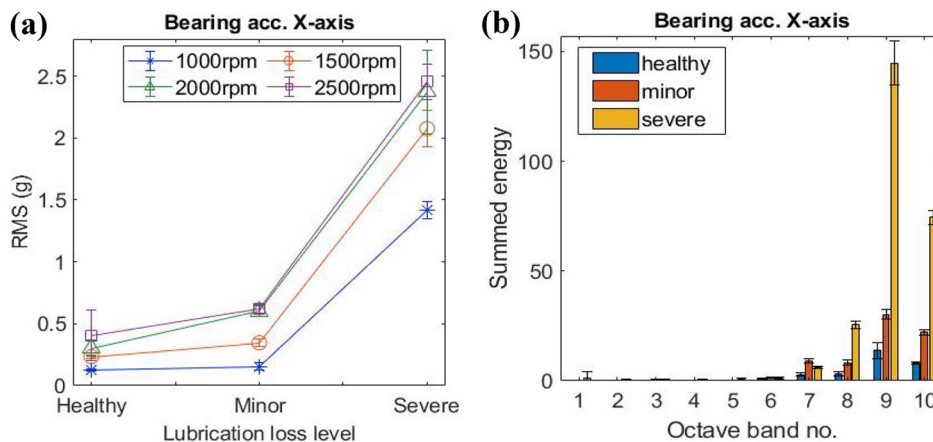 (a)
Bearing acc. X-axis
1000rpm 1500rpm
2000rpm 2500rpm
2.5
2
1.5
1
0.5
0
RMS (g)
Healthy Minor Severe
Lubrication loss level
(b)
Bearing acc. X-axis
healthy
minor
severe
150
100
50
0
Summed energy
1 2 3 4 5 6 7 8 9 10
Octave band no.